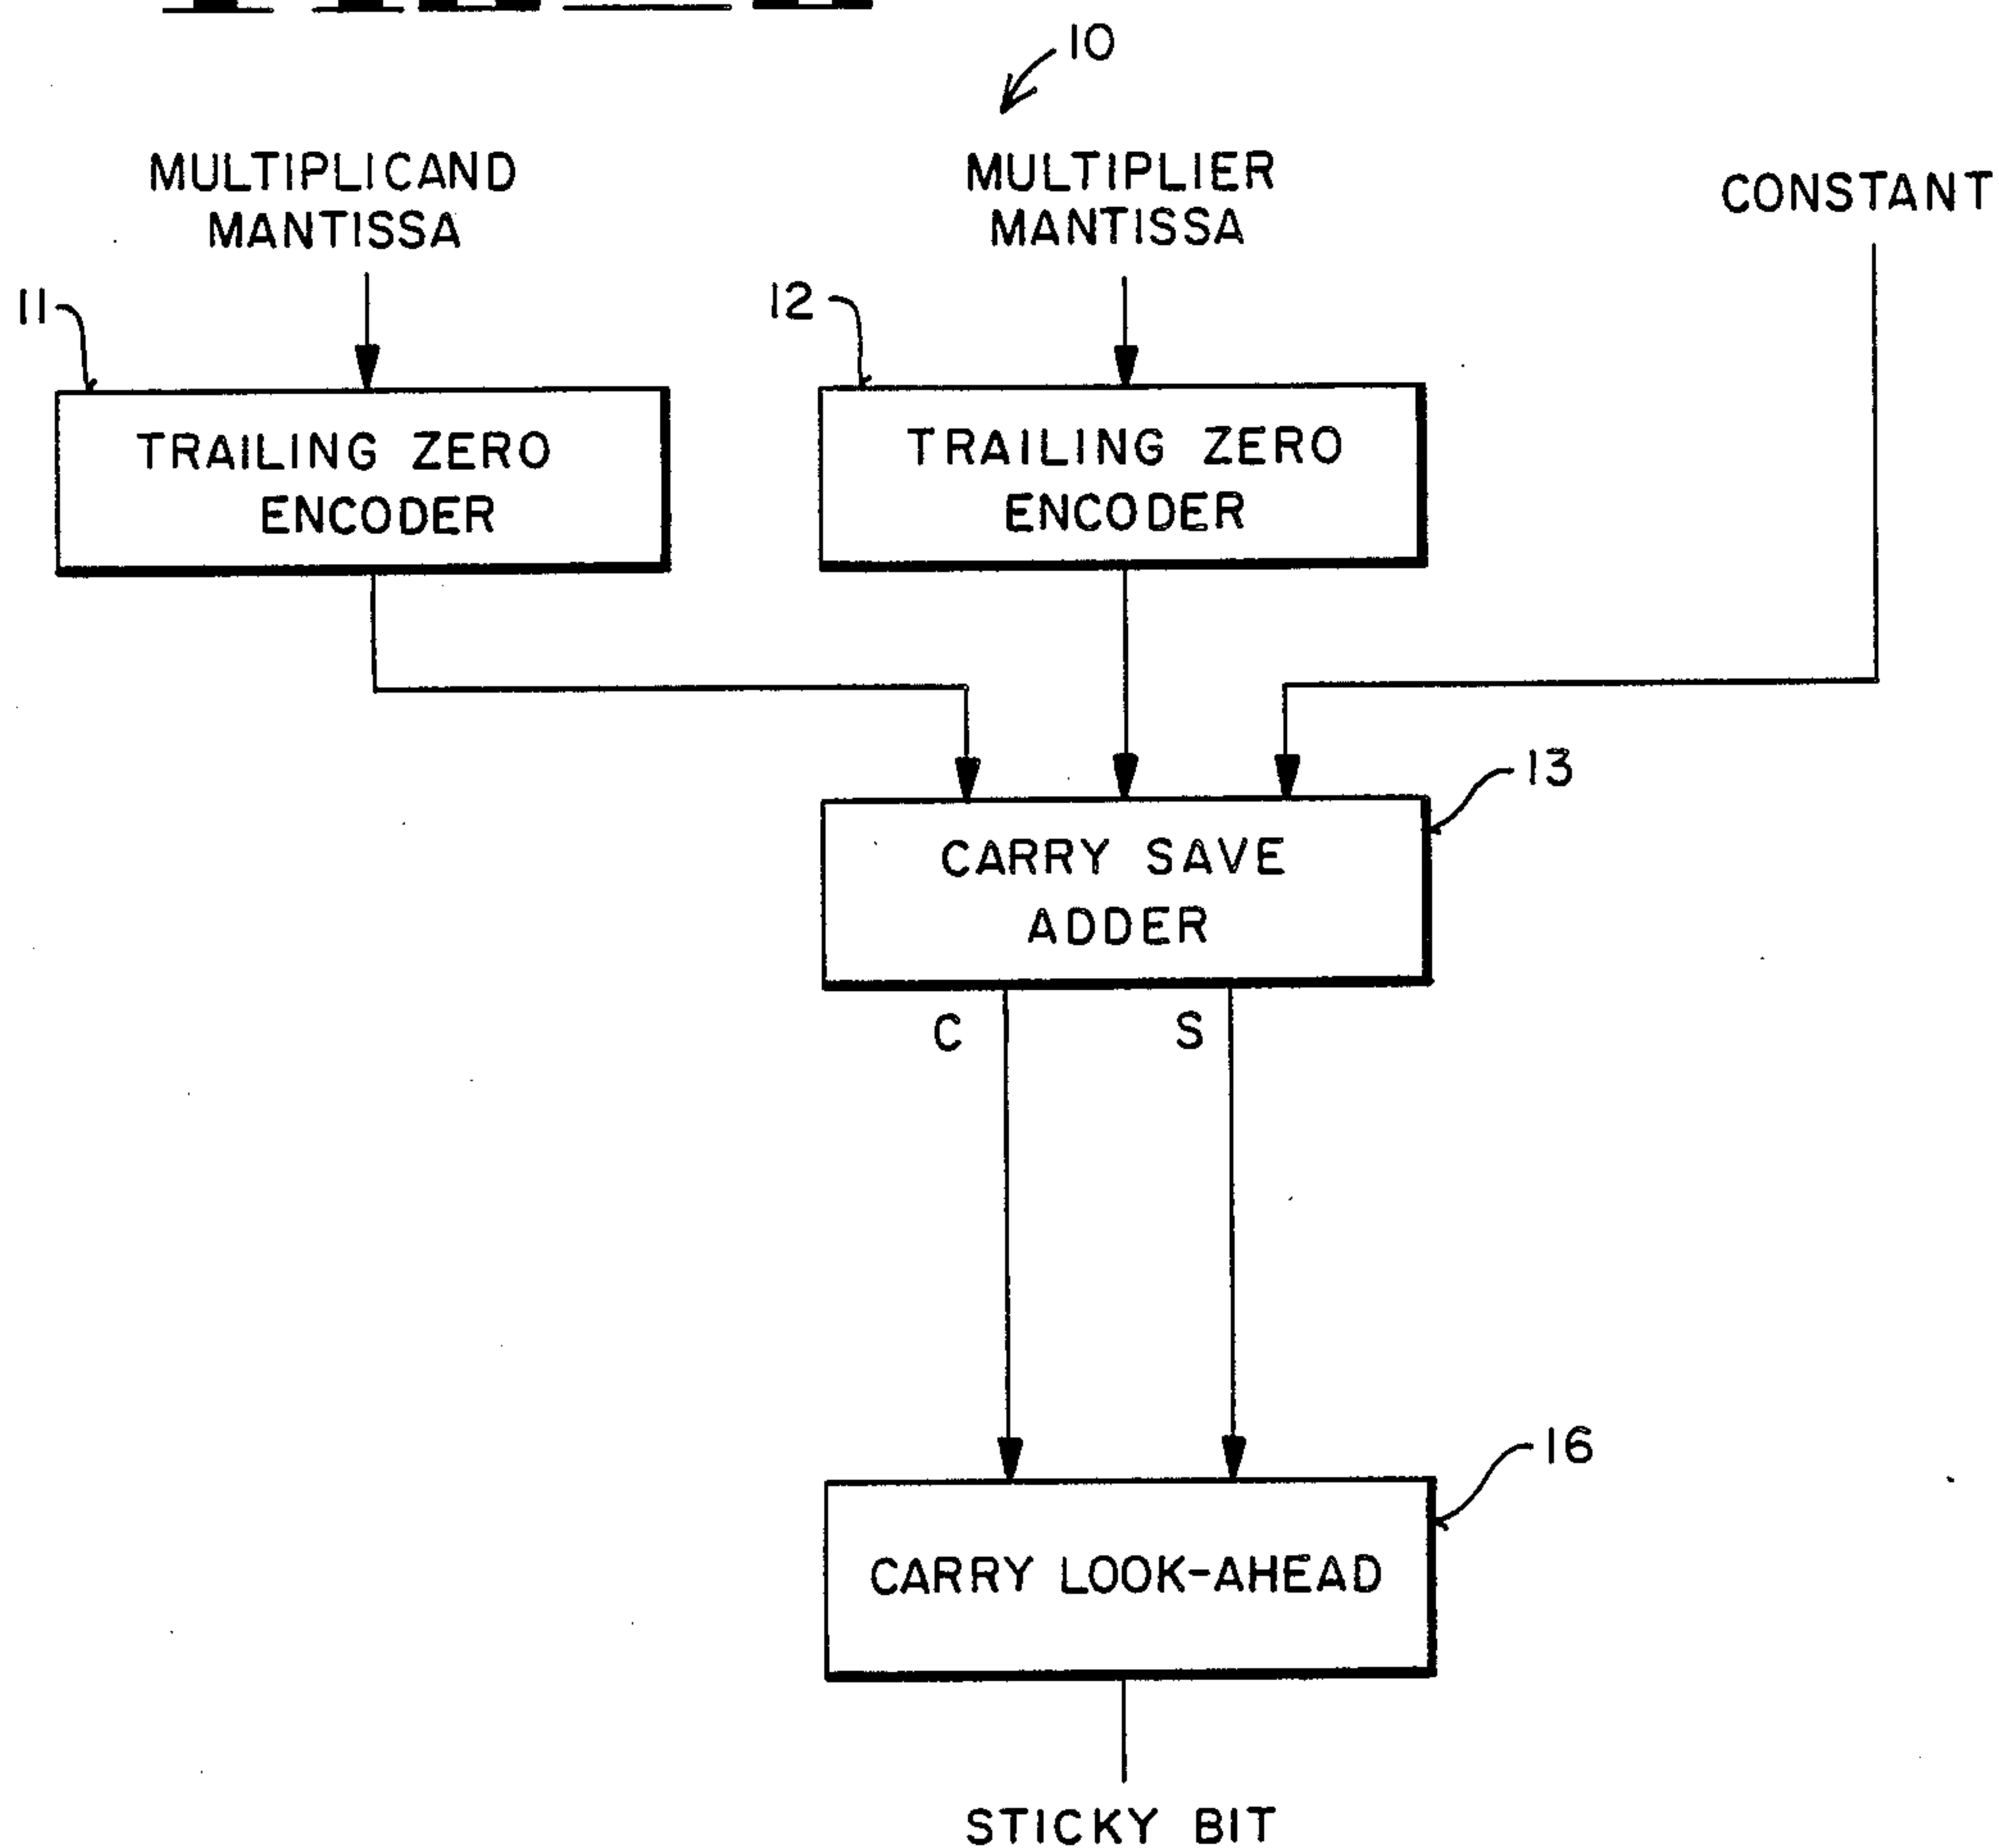 10
MULTIPLICAND
MANTISSA
MULTIPLIER
MANTISSA
CONSTANT
11
12
TRAILING ZERO
ENCODER
TRAILING ZERO
ENCODER
13
CARRY SAVE
ADDER
C
S
16
CARRY LOOK-AHEAD
STICKY BIT